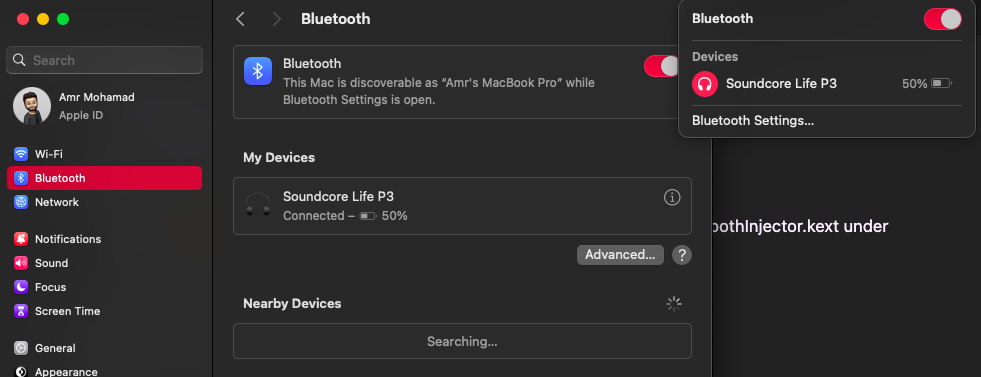 Bluetooth
Search
Amr Mohamad
Apple ID
Wi-Fi
Bluetooth
Network
Notifications
Sound
Focus
Screen Time
General
Appearance
Bluetooth
This Mac is discoverable as “Amr's MacBook Pro” while
Bluetooth Settings is open.
My Devices
Soundcore Life P3
Connected – 50%
Advanced...
?
Nearby Devices
Searching...
Bluetooth
Devices
Soundcore Life P3
50%
Bluetooth Settings...
othInjector.kext under